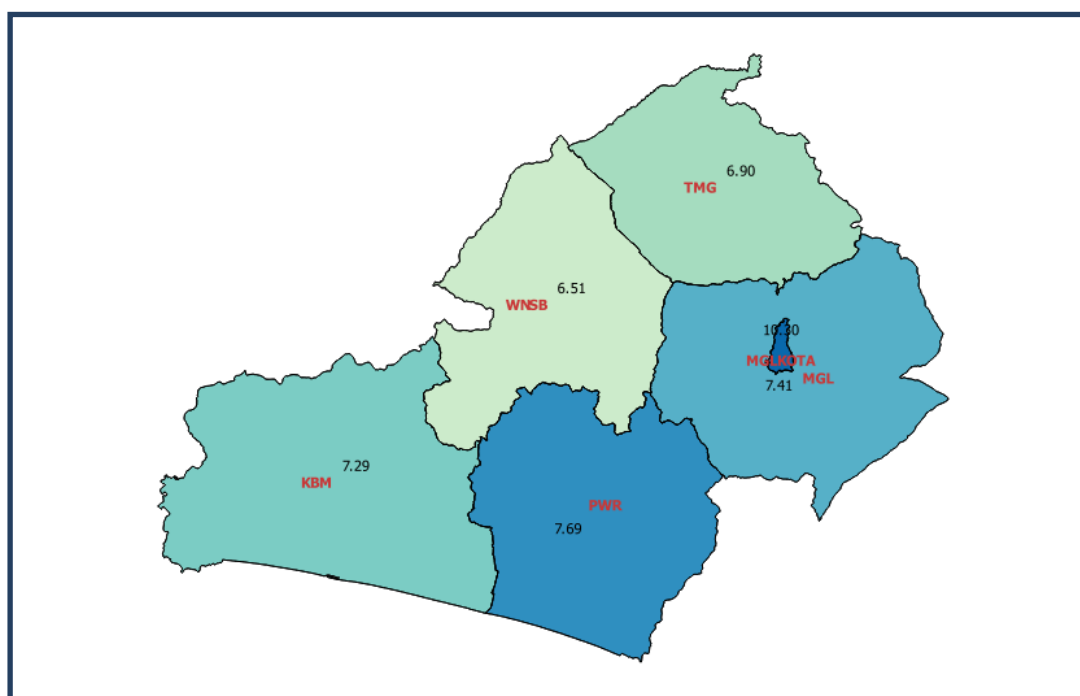 6.90
TMG
6.51
WNSB
10.30
MGLKOTA
MGL
7.41
7.29
KBM
PWR
7.69